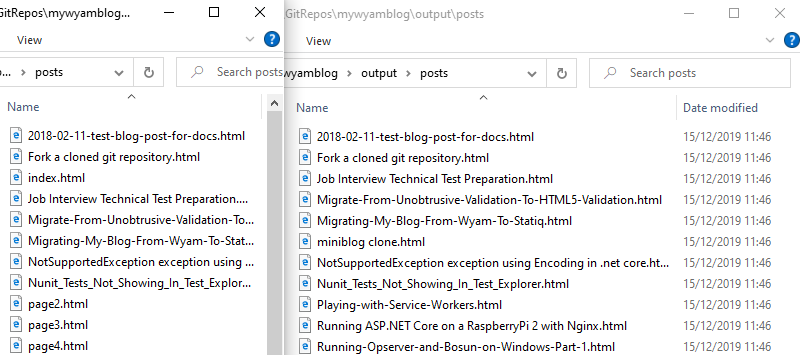 GitRepos\mywyamblog...
View
... > posts
Search posts
Name
2018-02-11-test-blog-post-for-docs.html
Fork a cloned git repository.html
index.html
Job Interview Technical Test Preparation....
Migrate-From-Unobtrusive-Validation-To...
Migrating-My-Blog-From-Wyam-To-Stat...
NotSupportedException exception using ...
Nunit_Tests_Not_Showing_In_Test_Explor...
page2.html
page3.html
page4.html
GitRepos\mywyamblog\output\posts
View
wyamblog > output > posts
Search posts
Name Date modified
2018-02-11-test-blog-post-for-docs.html 15/12/2019 11:46
Fork a cloned git repository.html 15/12/2019 11:46
Job Interview Technical Test Preparation.html 15/12/2019 11:46
Migrate-From-Unobtrusive-Validation-To-HTML5-Validation.html 15/12/2019 11:46
Migrating-My-Blog-From-Wyam-To-Statiq.html 15/12/2019 11:46
miniblog clone.html 15/12/2019 11:46
NotSupportedException exception using Encoding in .net core.ht... 15/12/2019 11:46
Nunit_Tests_Not_Showing_In_Test_Explorer.html 15/12/2019 11:46
Playing-with-Service-Workers.html 15/12/2019 11:46
Running ASP.NET Core on a RaspberryPi 2 with Nginx.html 15/12/2019 11:46
Running-Opserver-and-Bosun-on-Windows-Part-1.html 15/12/2019 11:46